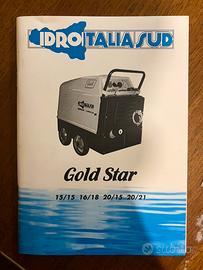 IDROITALIASUD
Gold Star
15/15 16/18 20/15 20/21